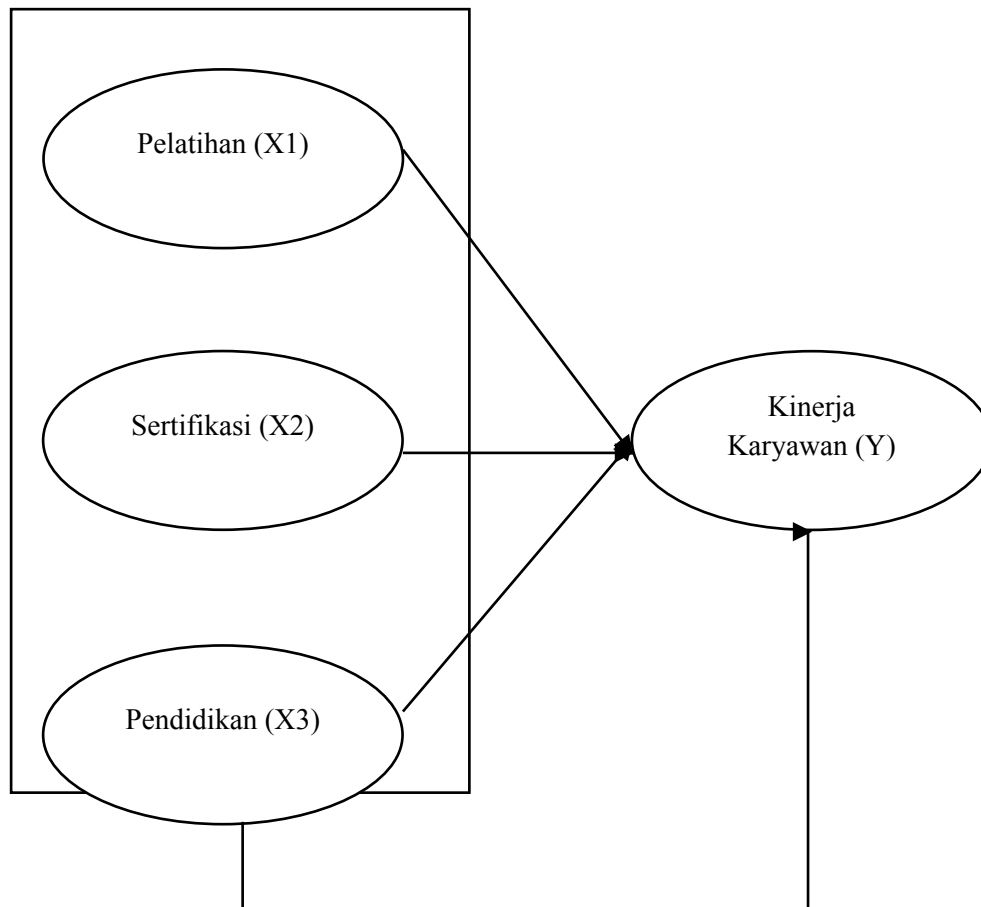 Pelatihan (X1)
Sertifikasi (X2)
Kinerja
Karyawan (Y)
Pendidikan (X3)